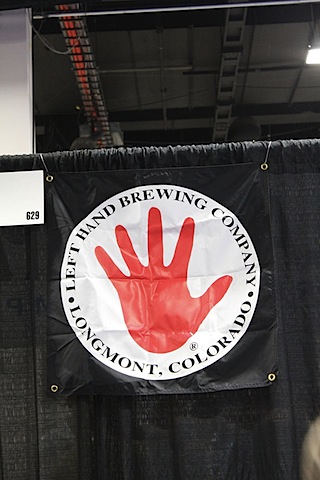 629
LEFT HAND BREWING COMPANY
• LONGMONT, COLORADO •
®